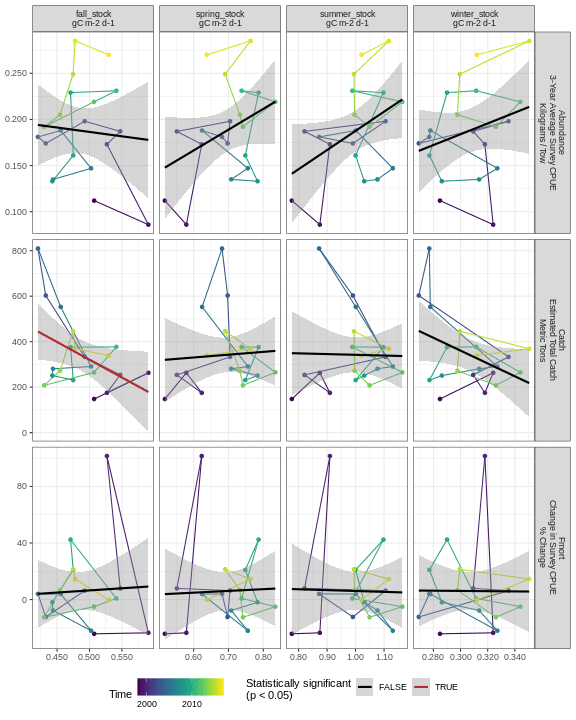 fall_stock
gC m-2 d-1
spring_stock
gC m-2 d-1
summer_stock
gC m-2 d-1
winter_stock
gC m-2 d-1
0.250
0.200
0.150
0.100
Abundance
3-Year Average Survey CPUE
Kilograms / Tow
800
600
400
200
0
Catch
Estimated Total Catch
Metric Tons
80
40
0
Fmort
Change in Survey CPUE
% Change
0.450 0.500 0.550
0.60 0.70 0.80
0.80 0.90 1.00 1.10
0.280 0.300 0.320 0.340
Time
2000 2010
Statistically significant
(p < 0.05)
FALSE
TRUE